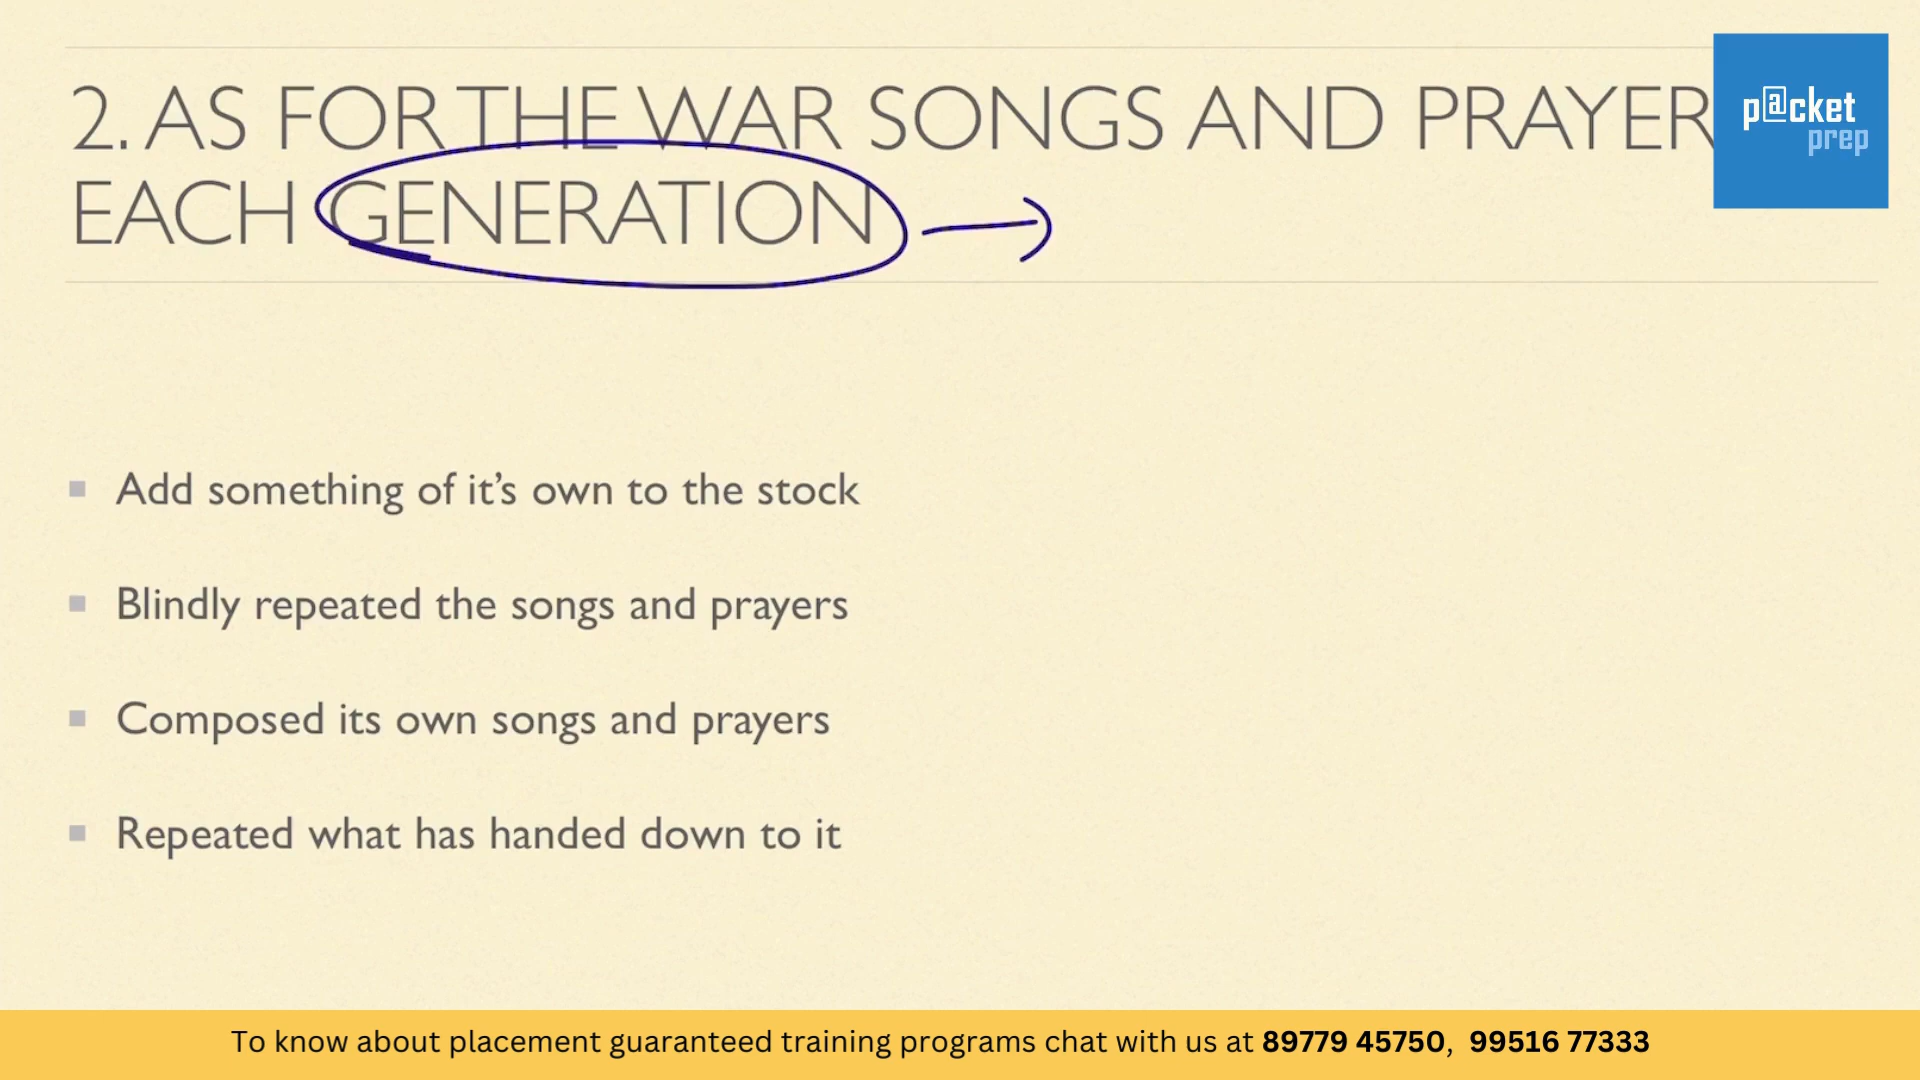 2. AS FOR THE WAR SONGS AND PRAYER
EACH GENERATION
p@cket
prep
Add something of it’s own to the stock
Blindly repeated the songs and prayers
Composed its own songs and prayers
Repeated what has handed down to it
To know about placement guaranteed training programs chat with us at 89779 45750, 99516 77333